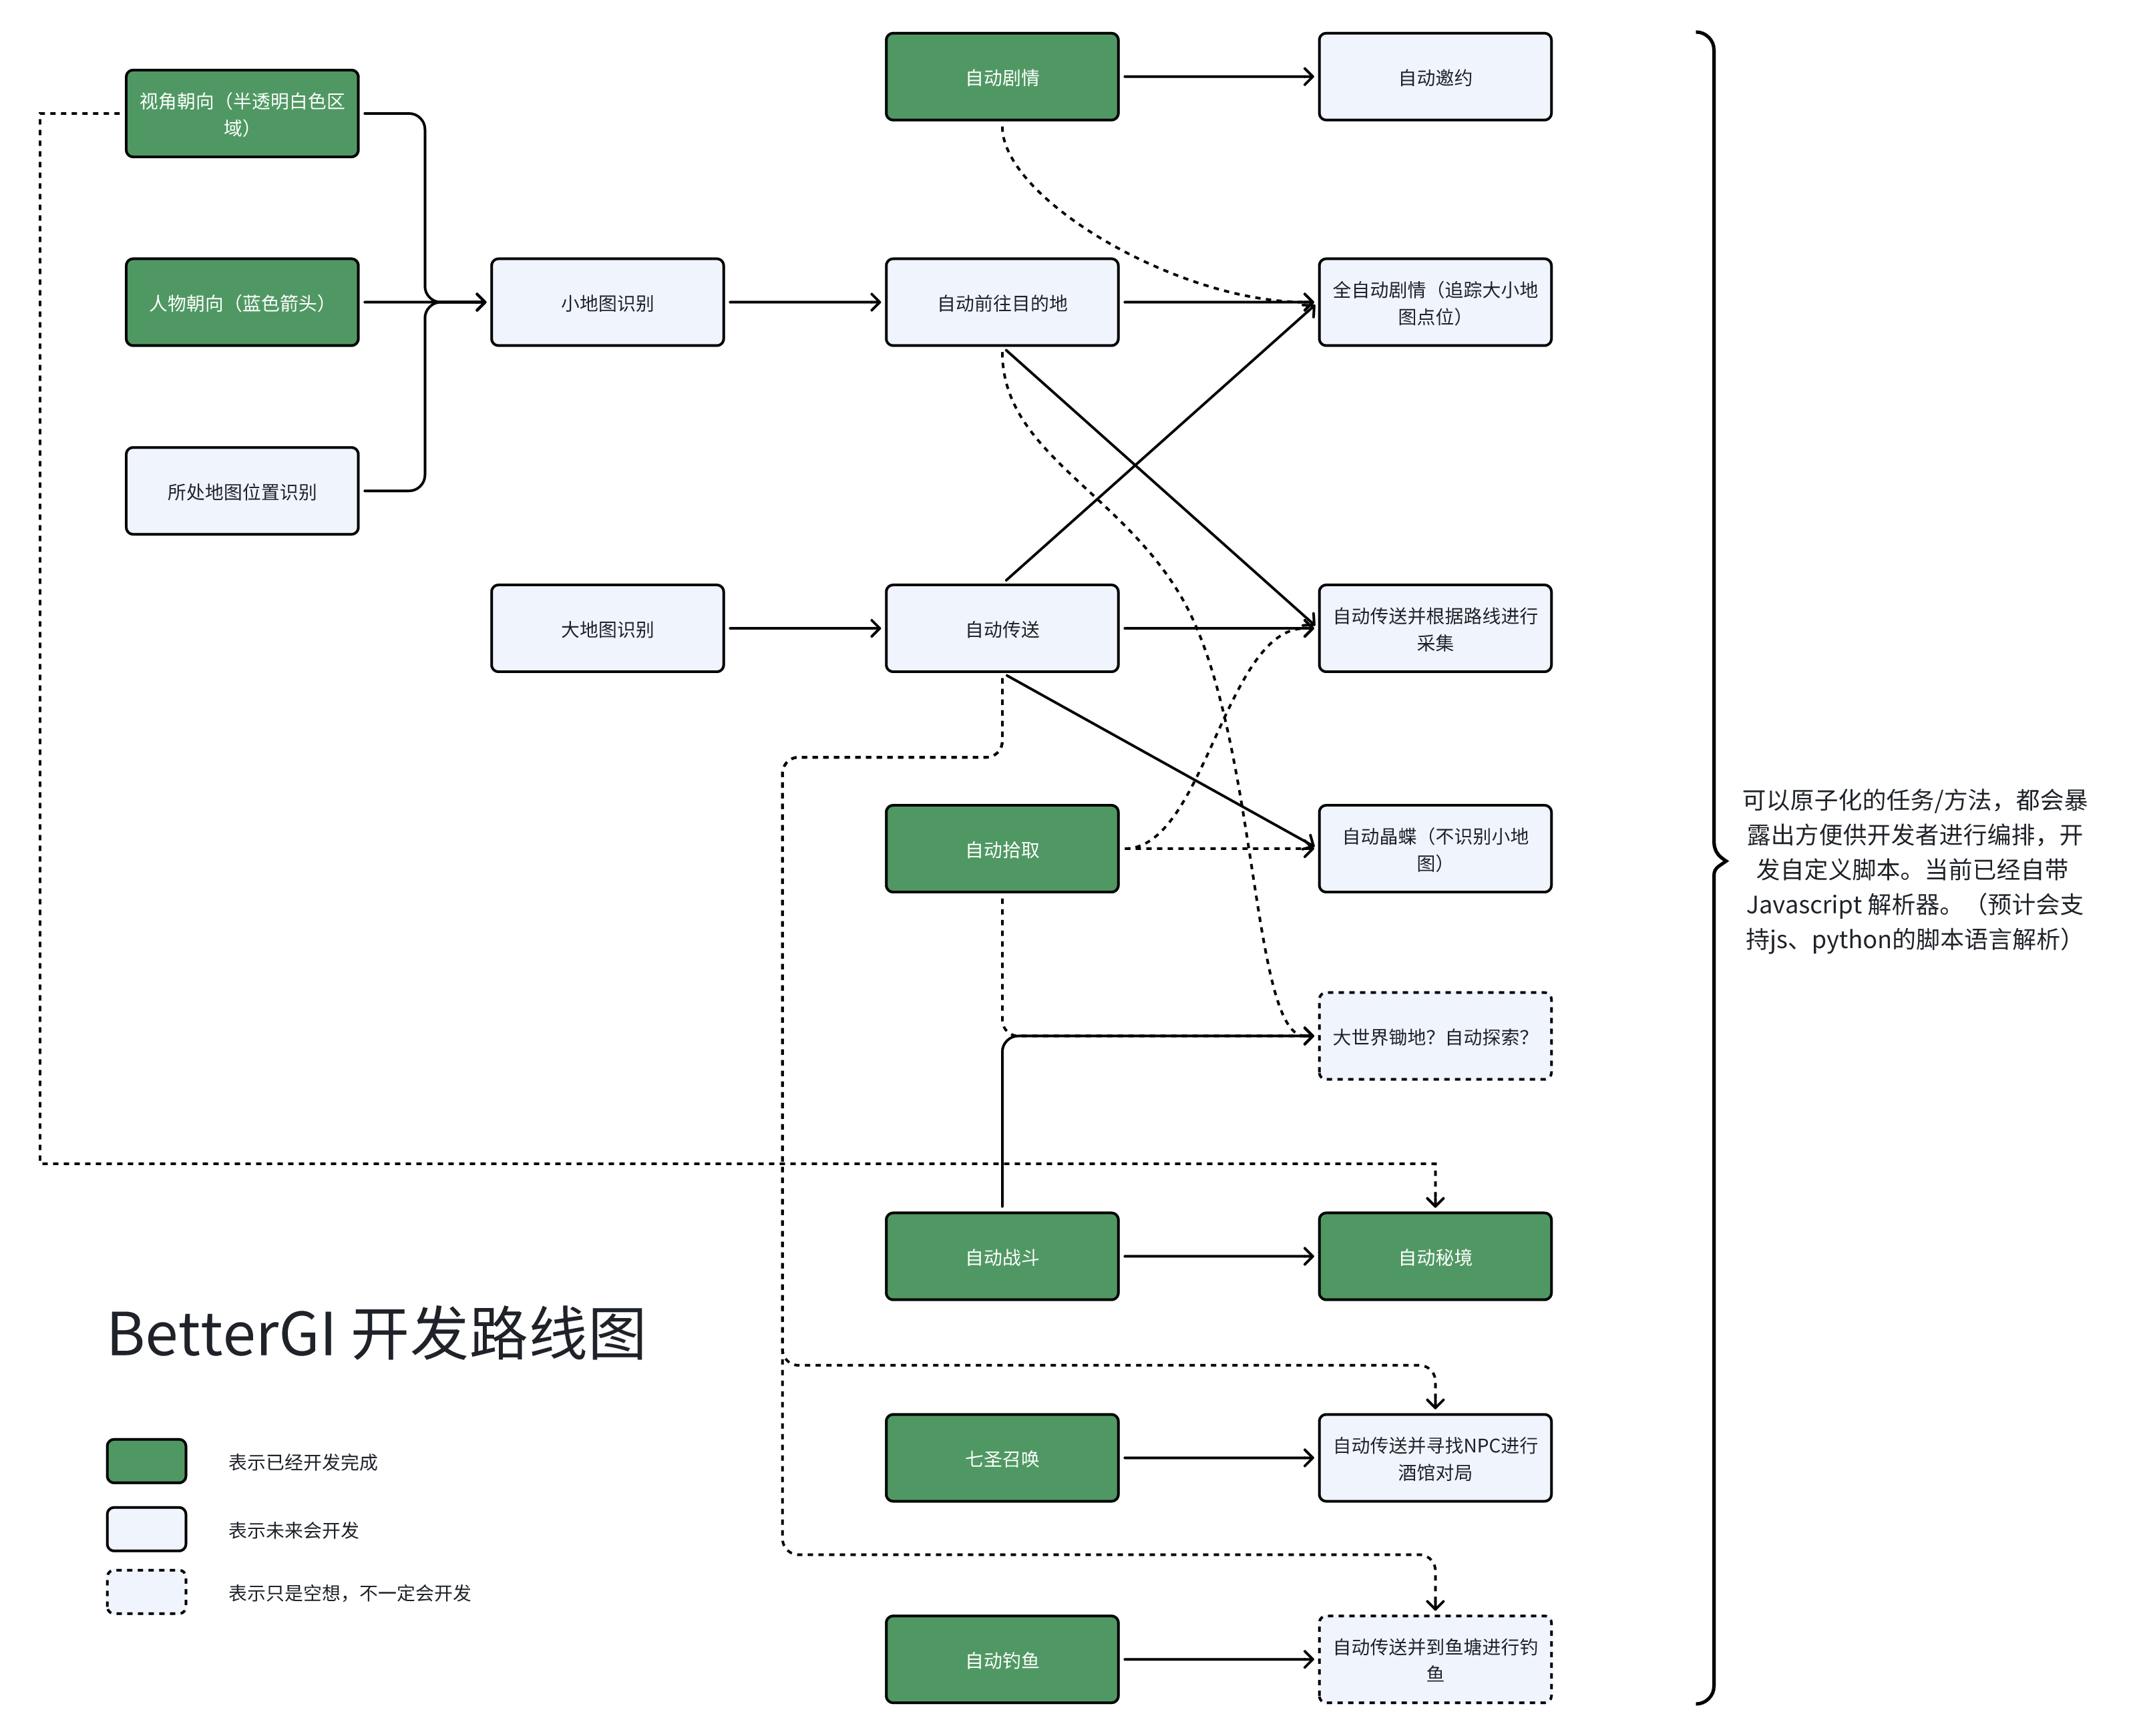 自动剧情
自动邀约
视角朝向（半透明白色区
域）
人物朝向（蓝色箭头）
小地图识别
自动前往目的地
全自动剧情（追踪大小地
图点位）
所处地图位置识别
大地图识别
自动传送
自动传送并根据路线进行
采集
自动拾取
自动晶蝶（不识别小地
图）
可以原子化的任务/方法，都会暴
露出方便供开发者进行编排，开
发自定义脚本。当前已经自带
Javascript 解析器。（预计会支
持js、python的脚本语言解析）
大世界锄地？自动探索？
自动战斗
自动秘境
BetterGI 开发路线图
七圣召唤
自动传送并寻找NPC进行
酒馆对局
表示已经开发完成
表示未来会开发
表示只是空想，不一定会开发
自动钓鱼
自动传送并到鱼塘进行钓
鱼